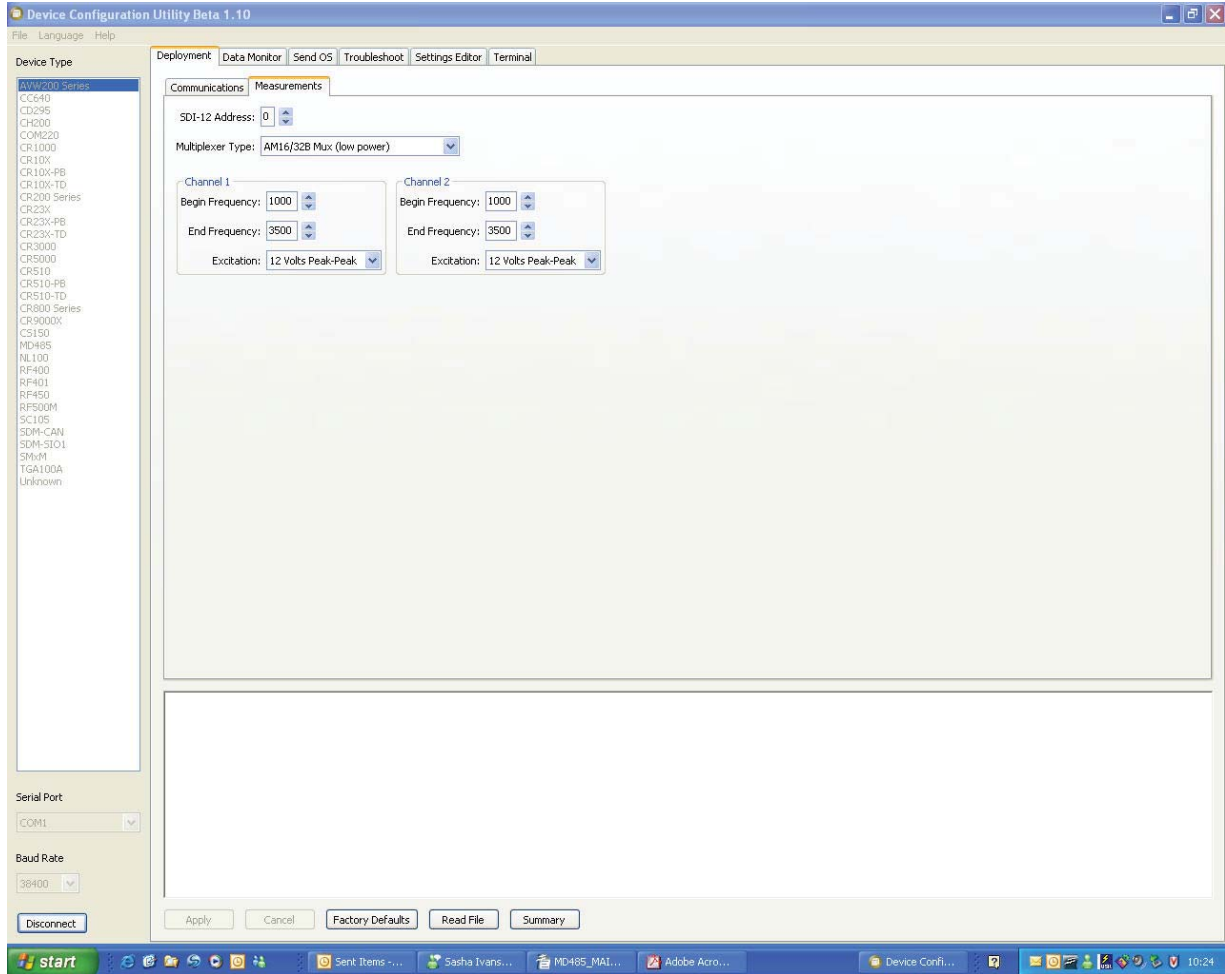 Device Configuration Utility Beta 1.10
File Language Help
Device Type
AVW200 Series
CC640
CD295
CH200
COM220
CR1000
CR10X
CR10X-PB
CR10X-TD
CR200 Series
CR23X
CR23X-PB
CR23X-TD
CR3000
CR5000
CR510
CR510-PB
CR510-TD
CR800 Series
CR9000X
CS150
MD485
NL100
RF400
RF401
RF450
RF500M
SC105
SDM-CAN
SDM-SIO1
SMxM
TGA100A
Unknown
Serial Port
COM1
Baud Rate
38400
Disconnect
Deployment Data Monitor Send OS Troubleshoot Settings Editor Terminal
Communications Measurements
SDI-12 Address: 0
Multiplexer Type: AM16/32B Mux (low power)
Channel 1
Begin Frequency: 1000
End Frequency: 3500
Excitation: 12 Volts Peak-Peak
Channel 2
Begin Frequency: 1000
End Frequency: 3500
Excitation: 12 Volts Peak-Peak
Apply Cancel Factory Defaults Read File Summary
start Sent Items -... Sasha Ivans... MD485_MAI... Adobe Acro... Device Confi... 10:24